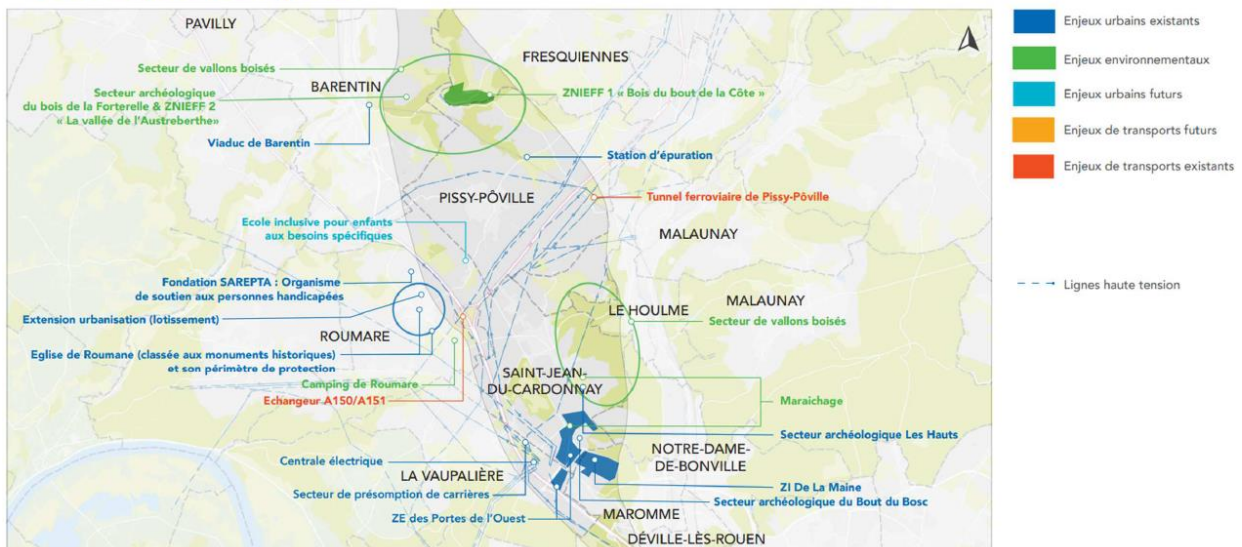 PAVILLY
FRESQUIENNES
Secteur de vallons boisés
BARENTIN
Secteur archéologique
du bois de la Forterelle & ZNIEFF 2
« La vallée de l'Austreberthe»
ZNIEFF 1 « Bois du bout de la Côte »
Viaduc de Barentin
Station d'épuration
PISSY-PÔVILLE
Tunnel ferroviaire de Pissy-Pôville
Ecole inclusive pour enfants
aux besoins spécifiques
MALAUNAY
Fondation SAREPTA : Organisme
de soutien aux personnes handicapées
Extension urbanisation (lotissement)
LE HOULME
MALAUNAY
Secteur de vallons boisés
ROUMARE
Eglise de Roumane (classée aux monuments historiques)
et son périmètre de protection
SAINT-JEAN-
DU-CARDONNAY
Camping de Roumare
Echangeur A150/A151
Maraichage
Secteur archéologique Les Hauts
NOTRE-DAME-
DE-BONVILLE
Centrale électrique
LA VAUPALIÈRE
ZI De La Maine
Secteur de présomption de carrières
Secteur archéologique du Bout du Bosc
ZE des Portes de l'Ouest
MAROMME
DÉVILLE-LÈS-ROUEN
Enjeux urbains existants
Enjeux environnementaux
Enjeux urbains futurs
Enjeux de transports futurs
Enjeux de transports existants
Lignes haute tension